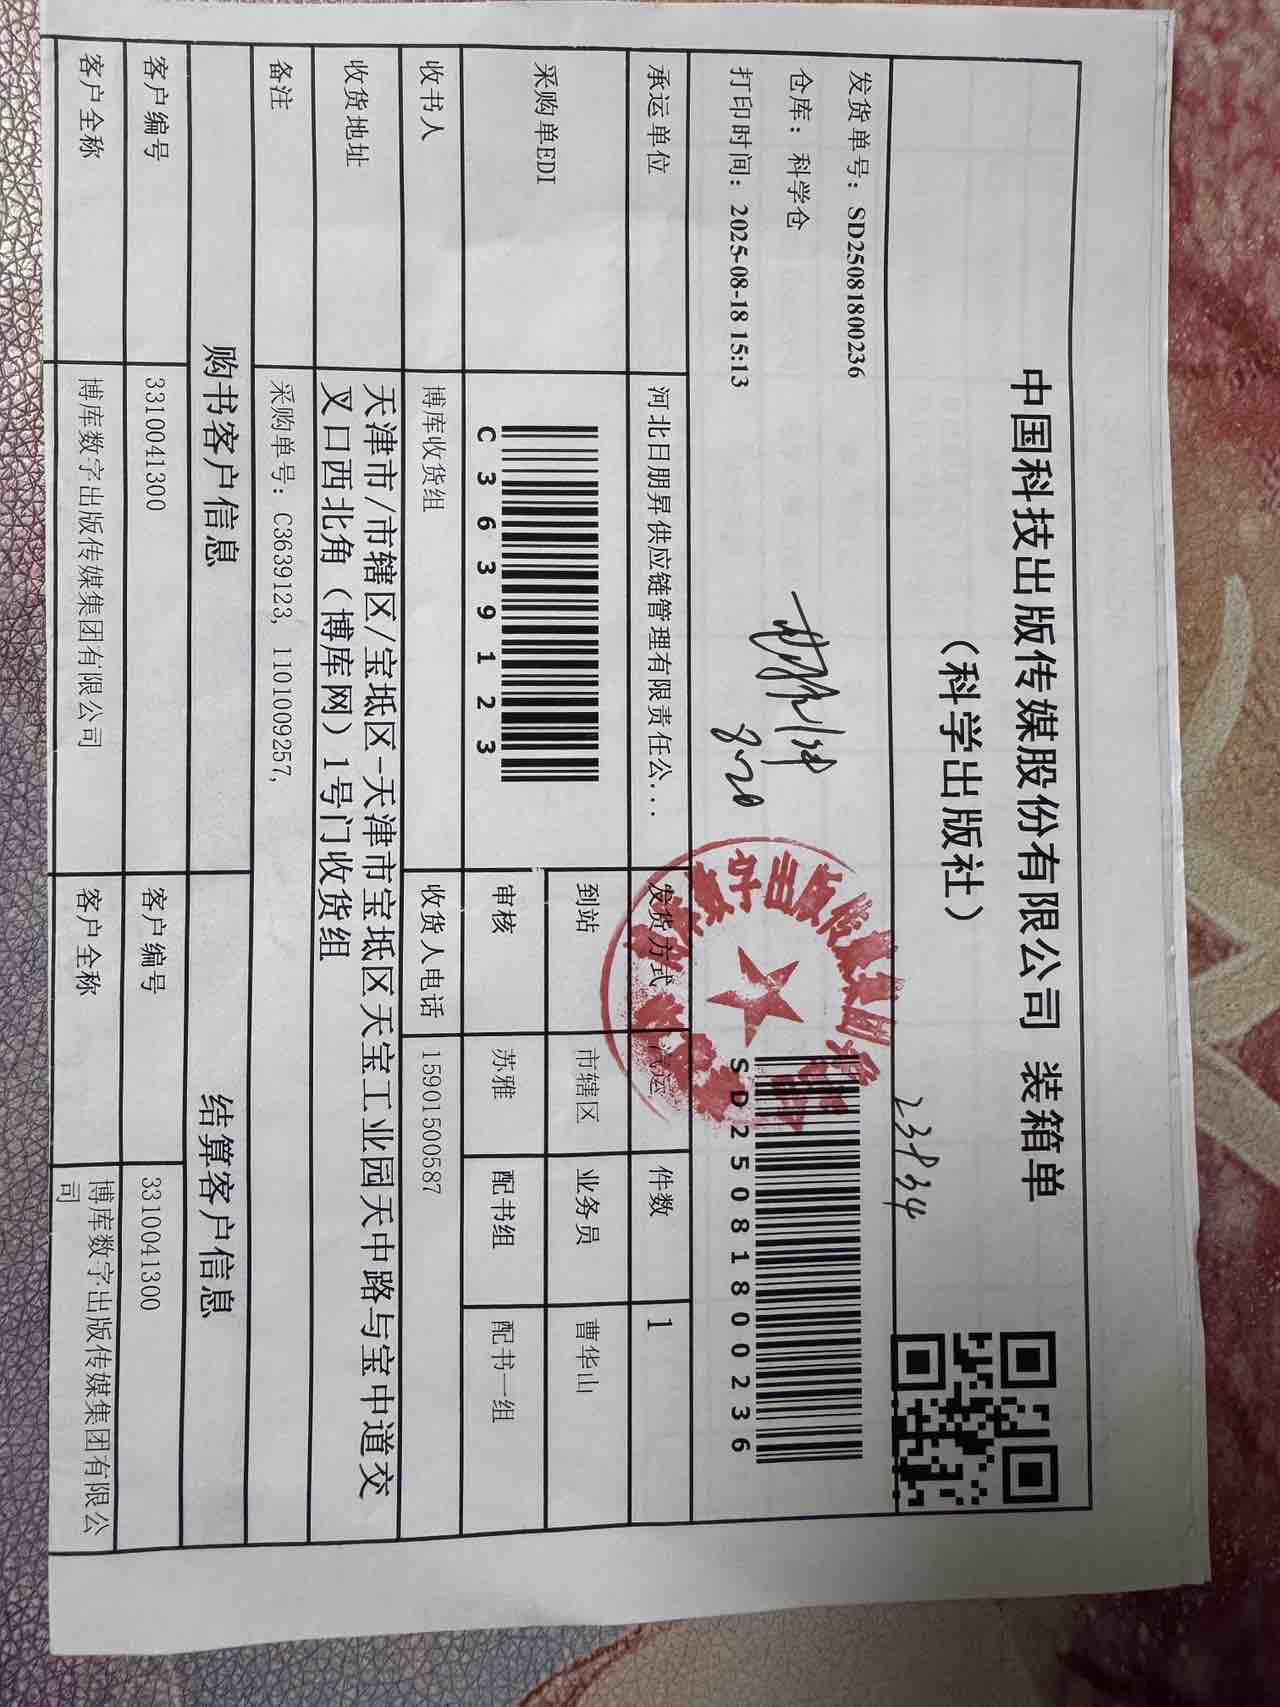 中国科技出版传媒股份有限公司 装箱单
（科学出版社）
23834
发货单号：SD2508180236
仓库：科学仓
打印时间：2025-08-18 15:13
8.20
SD2508180236
承运单位 河北日朋昇供应链管理有限责任公... 发货方式 汽运 件数 1
采购单EDI C3639123 到站 市辖区 业务员 曹华山
审核 苏雅 配书组 配书一组
收书人 博库收货组 收货人电话 15901500587
收货地址 天津市/市辖区/宝坻区-天津市宝坻区天宝工业园天中路与宝中道交
叉口西北角（博库网）1号门收货组
备注 采购单号：C3639123, 1101009257,
购书客户信息 结算客户信息
客户编号 3310041300 客户编号 3310041300
客户全称 博库数字出版传媒集团有限公司 客户全称 博库数字出版传媒集团有限公
司